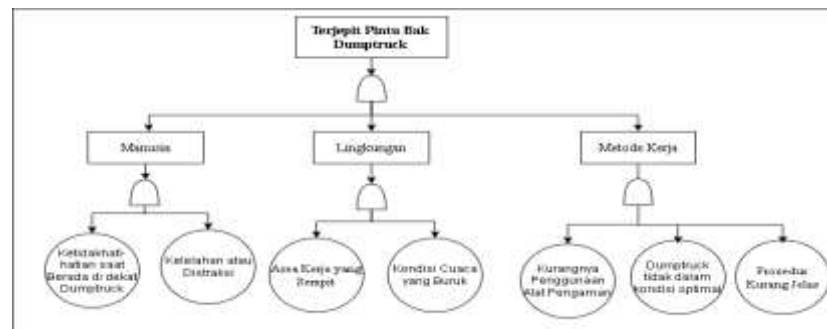 Terjepit Pintu Bak
Dumptruck
Manusia
Lingkungan
Metode Kerja
Ketidakhati-
hatian saat
Berada di dekat
Dumptruck
Kelelahan atau
Distraksi
Area Kerja yang
Sempit
Kondisi Cuaca
yang Buruk
Kurangnya
Penggunaan
Alat Pengaman
Dumptruck
tidak dalam
kondisi optimal
Prosedur
Kurang Jelas